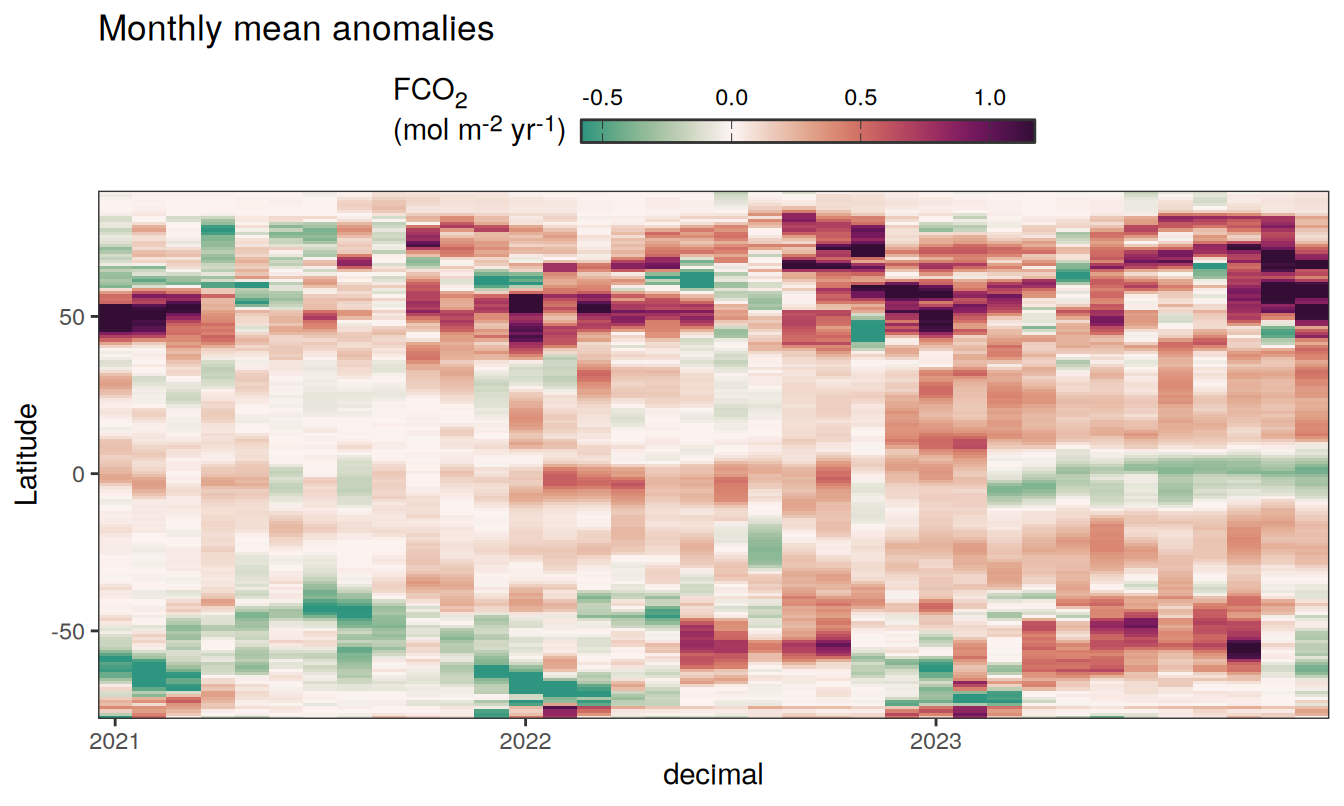 Monthly mean anomalies
FCO₂
(mol m⁻² yr⁻¹)
-0.5 0.0 0.5 1.0
Latitude
50
0
-50
2021 2022 2023
decimal